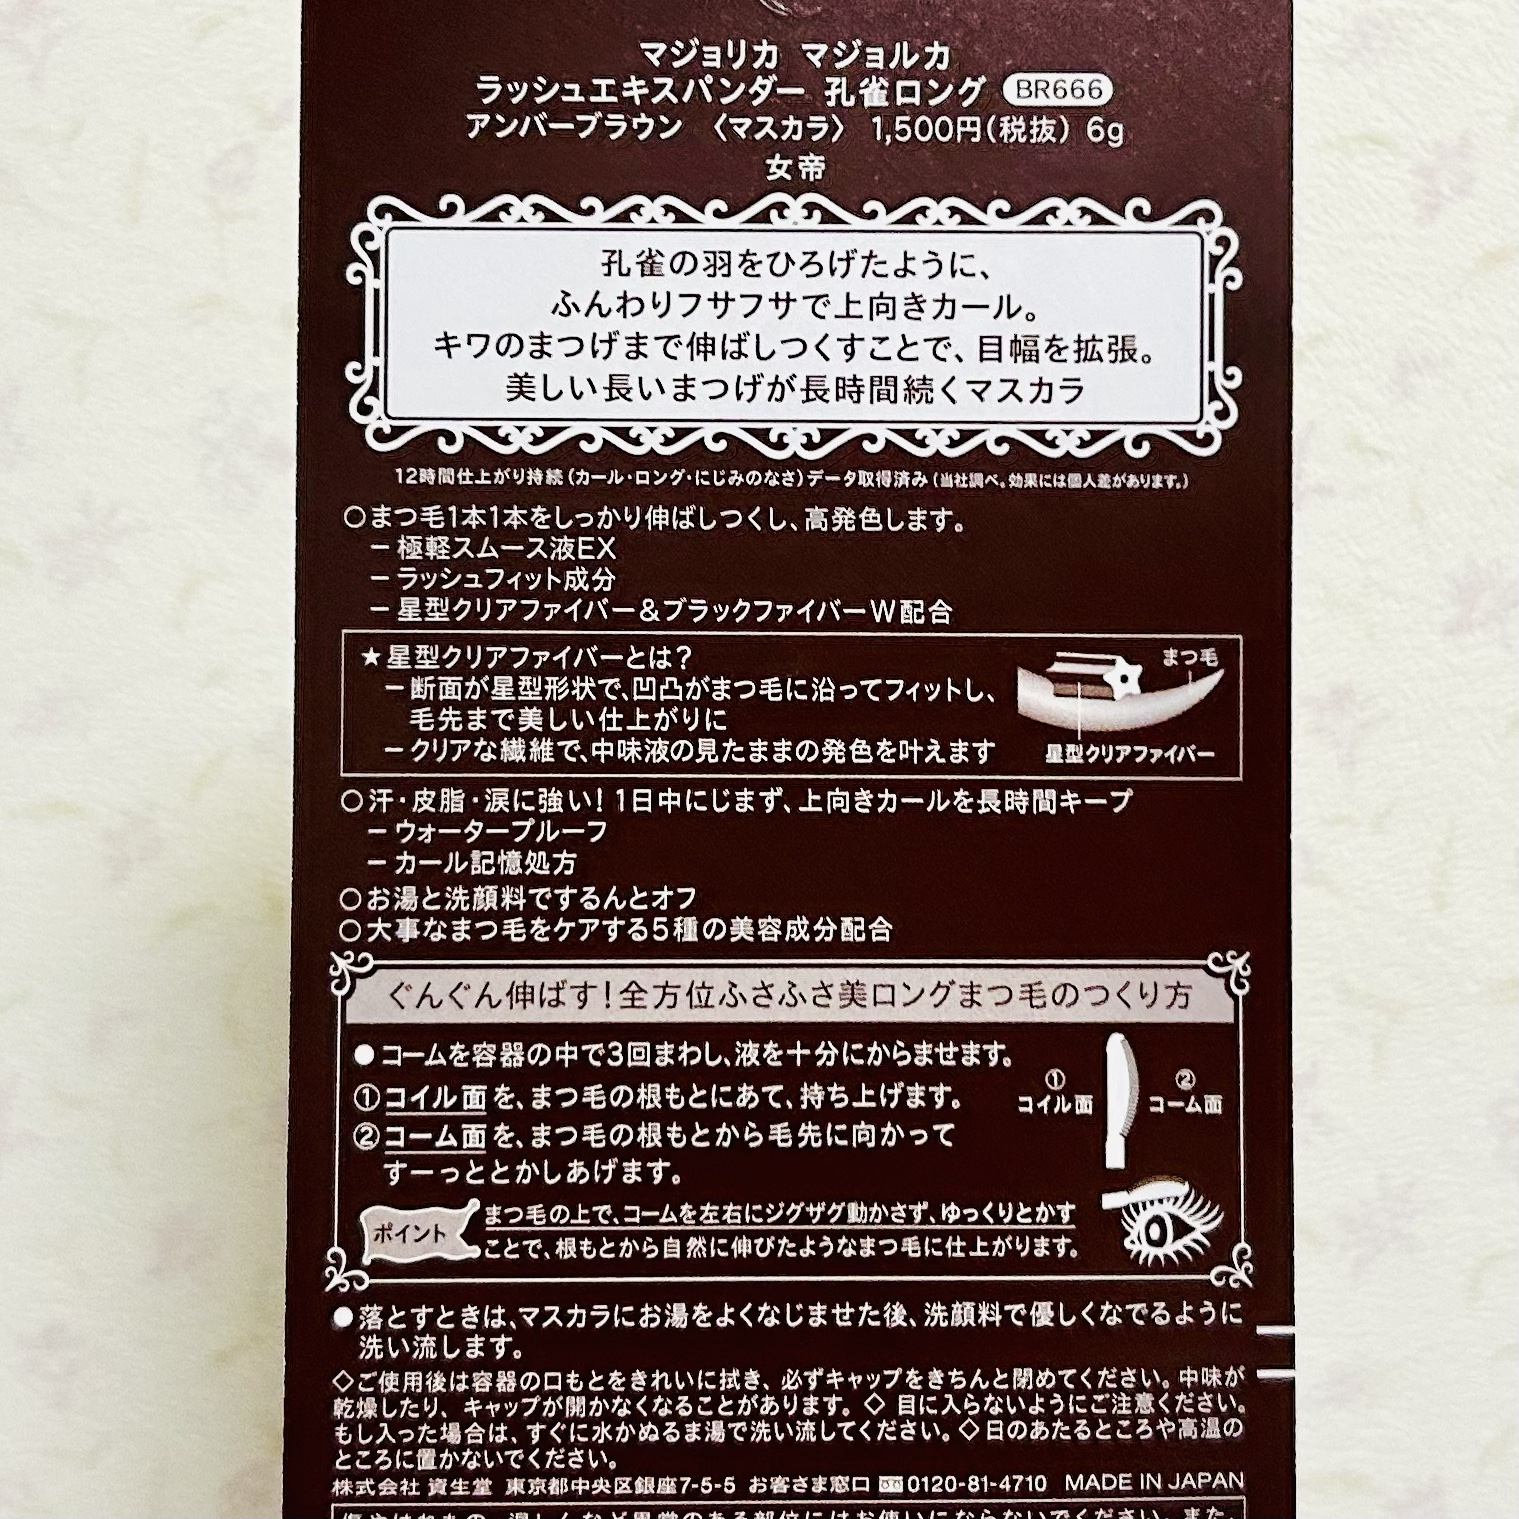 マジョリカ マジョルカ
ラッシュエキスパンダー 孔雀ロング BR666
アンバーブラウン 〈マスカラ〉 1,500円(税抜) 6g
女帝
孔雀の羽をひろげたように、
ふんわりフサフサで上向きカール。
キワのまつげまで伸ばしつくすことで、目幅を拡張。
美しい長いまつげが長時間続くマスカラ
12時間仕上がり持続(カール・ロング・にじみのなさ)データ取得済み(当社調べ。効果には個人差があります。)
○まつ毛1本1本をしっかり伸ばしつくし、高発色します。
ー 極軽スムース液EX
ー ラッシュフィット成分
ー 星型クリアファイバー&ブラックファイバーW配合
★星型クリアファイバーとは?
ー 断面が星型形状で、凹凸がまつ毛に沿ってフィットし、
毛先まで美しい仕上がりに
ー クリアな繊維で、中味液の見たままの発色を叶えます
まつ毛
星型クリアファイバー
○汗・皮脂・涙に強い! 1日中にじまず、上向きカールを長時間キープ
ー ウォータープルーフ
ー カール記憶処方
○お湯と洗顔料でするんとオフ
○大事なまつ毛をケアする5種の美容成分配合
ぐんぐん伸ばす!全方位ふさふさ美ロングまつ毛のつくり方
●コームを容器の中で3回まわし、液を十分にからませます。
①コイル面を、まつ毛の根もとにあて、持ち上げます。
②コーム面を、まつ毛の根もとから毛先に向かって
すーっととかしあげます。
① コイル面
② コーム面
ポイント
まつ毛の上で、コームを左右にジグザグ動かさず、ゆっくりとかす
ことで、根もとから自然に伸びたようなまつ毛に仕上がります。
●落とすときは、マスカラにお湯をよくなじませた後、洗顔料で優しくなでるように
洗い流します。
◇ご使用後は容器の口もとをきれいに拭き、必ずキャップをきちんと閉めてください。中味が
乾燥したり、キャップが開かなくなることがあります。◇ 目に入らないようにご注意ください。
もし入った場合は、すぐに水かぬるま湯で洗い流してください。◇日のあたるところや高温の
ところに置かないでください。
株式会社 資生堂 東京都中央区銀座7-5-5 お客さま窓口 0120-81-4710 MADE IN JAPAN